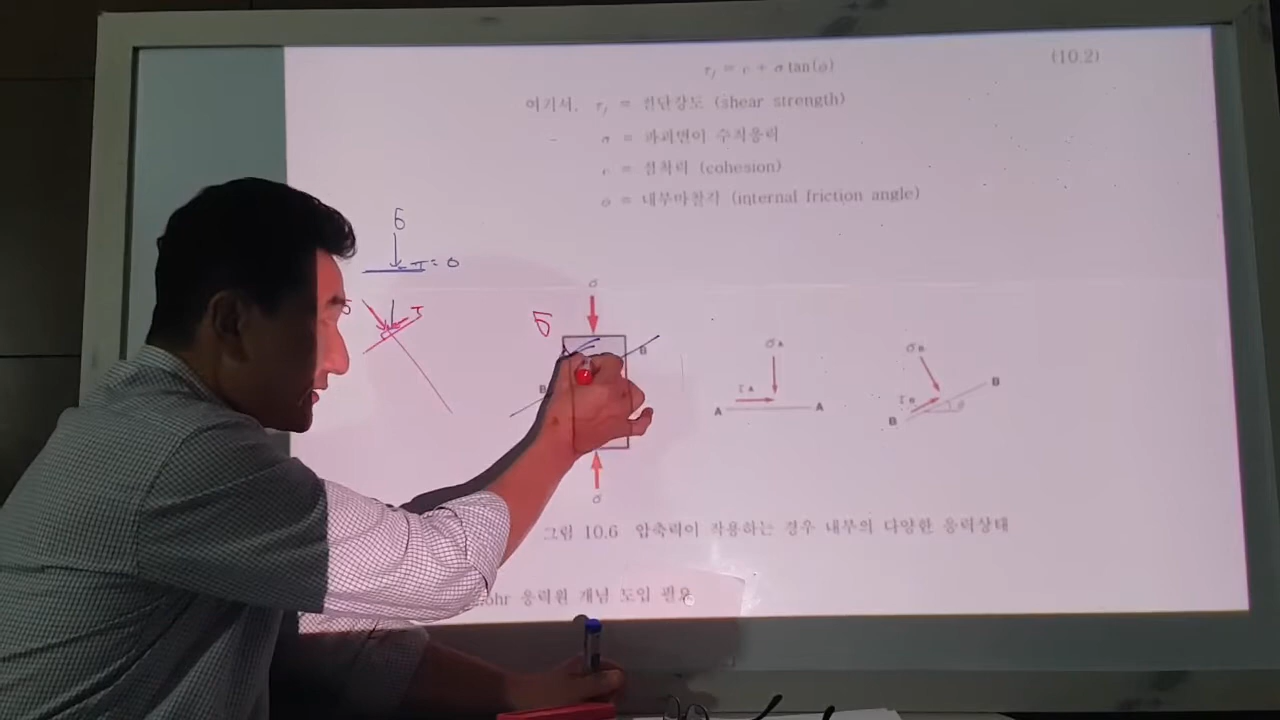 τf = c + σ tan(φ) (10.2)
여기서, τf = 전단강도 (shear strength)
σ = 파괴면의 수직응력
c = 점착력 (cohesion)
φ = 내부마찰각 (internal friction angle)
σ
τ = 0
σ
τ
σ
σ
B
B
σ
σA
τA
A A
σB
τB
B
B
θ
그림 10.6 압축력이 작용하는 경우 내부의 다양한 응력상태
ohr 응력원 개념 도입 필요